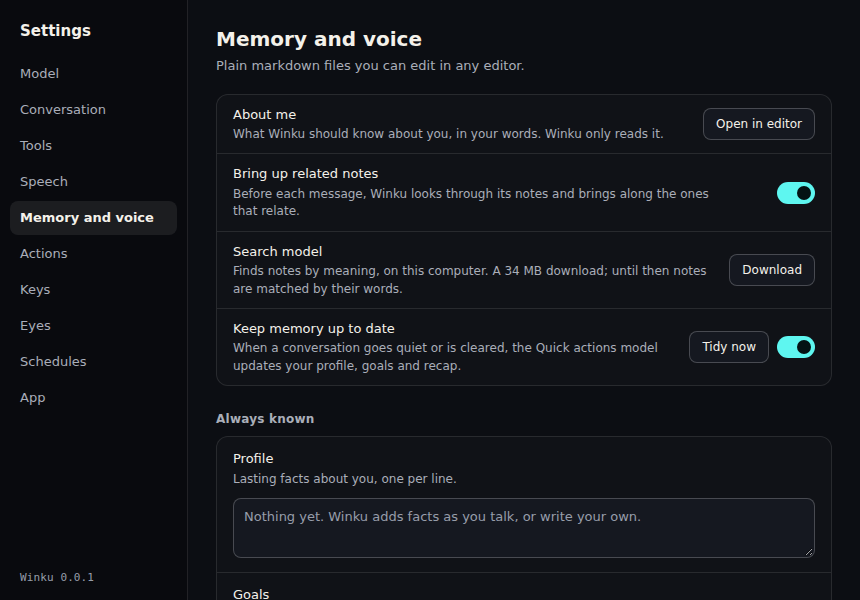 Settings
Model
Conversation
Tools
Speech
Memory and voice
Actions
Keys
Eyes
Schedules
App
Winku 0.0.1
Memory and voice
Plain markdown files you can edit in any editor.
About me
What Winku should know about you, in your words. Winku only reads it.
Open in editor
Bring up related notes
Before each message, Winku looks through its notes and brings along the ones
that relate.
Search model
Finds notes by meaning, on this computer. A 34 MB download; until then notes
are matched by their words.
Download
Keep memory up to date
When a conversation goes quiet or is cleared, the Quick actions model
updates your profile, goals and recap.
Tidy now
Always known
Profile
Lasting facts about you, one per line.
Nothing yet. Winku adds facts as you talk, or write your own.
Goals